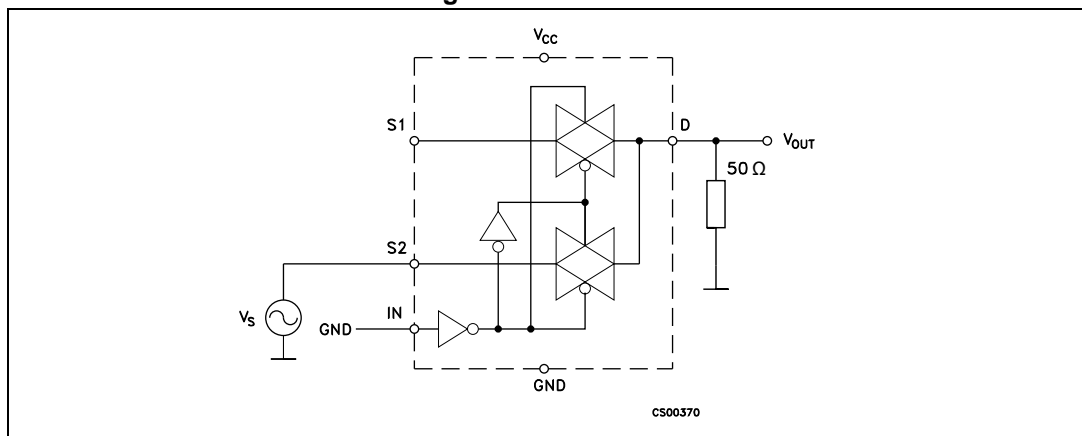 V_CC
S1
D
V_OUT
50 Ω
S2
IN
V_S
GND
GND
CS00370